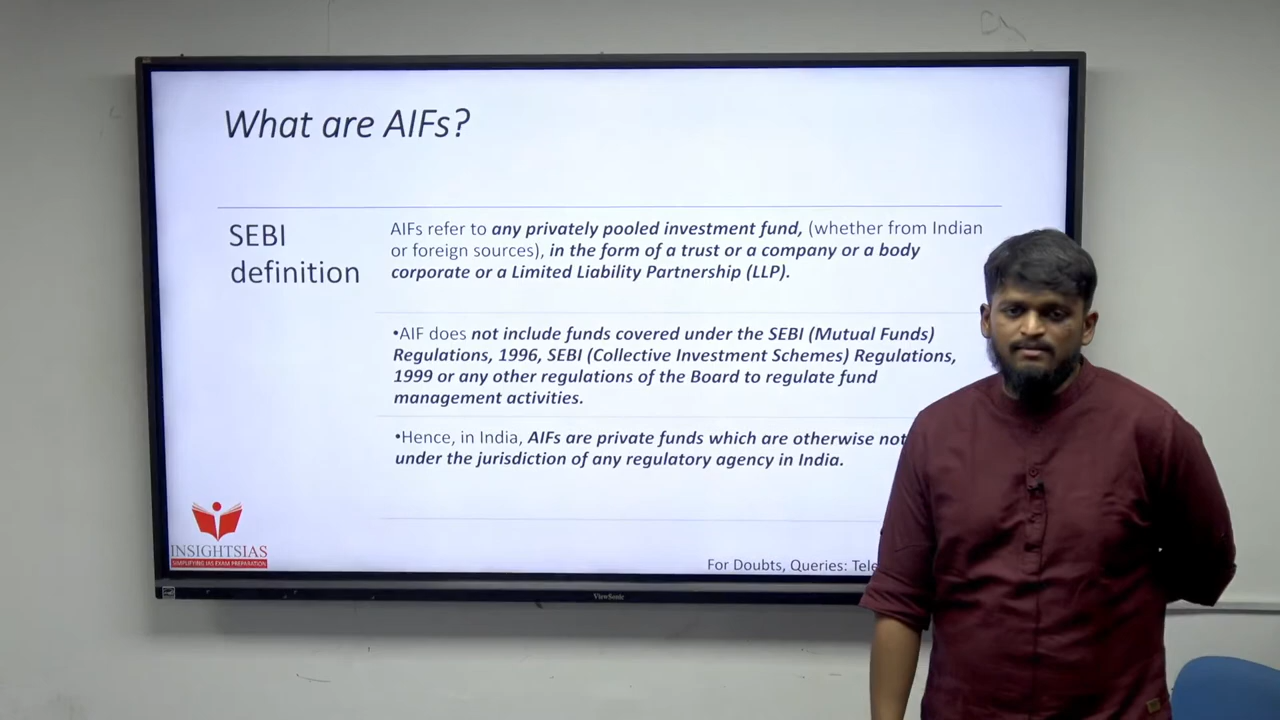 What are AIFs?
SEBI
definition
AIFs refer to any privately pooled investment fund, (whether from Indian
or foreign sources), in the form of a trust or a company or a body
corporate or a Limited Liability Partnership (LLP).
•AIF does not include funds covered under the SEBI (Mutual Funds)
Regulations, 1996, SEBI (Collective Investment Schemes) Regulations,
1999 or any other regulations of the Board to regulate fund
management activities.
•Hence, in India, AIFs are private funds which are otherwise not
under the jurisdiction of any regulatory agency in India.
INSIGHTSIAS
SIMPLIFYING IAS EXAM PREPARATION
For Doubts, Queries: Tele
ViewSonic